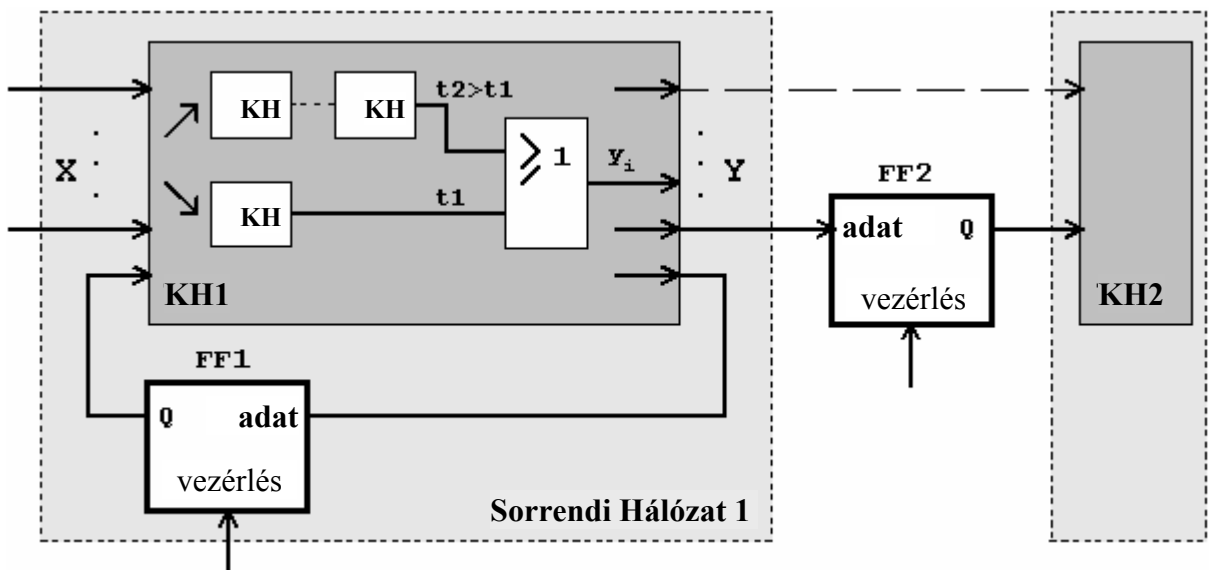 KH
KH
t2>t1
≥1
KH
t1
yi
X
Y
KH1
FF2
adat Q
vezérlés
KH2
FF1
Q adat
vezérlés
Sorrendi Hálózat 1